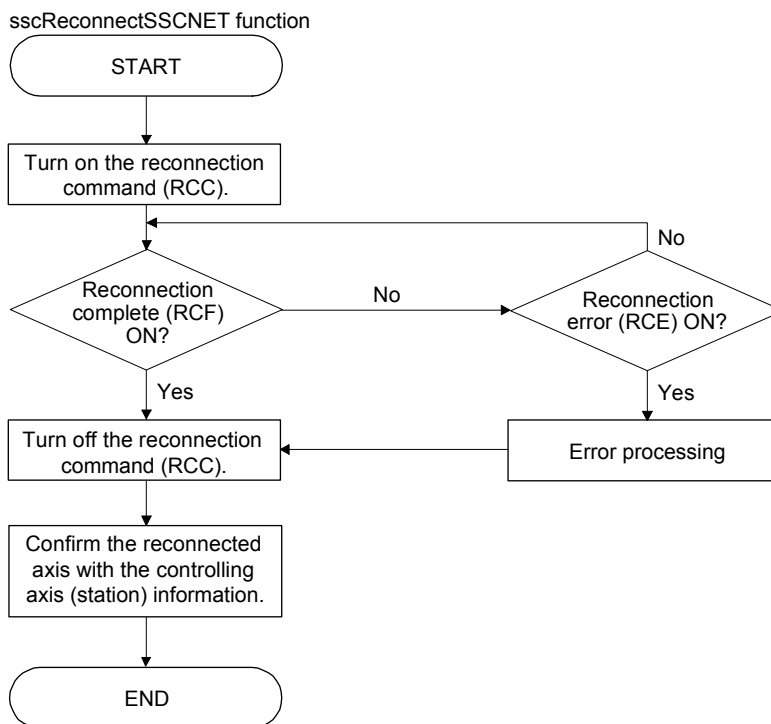 sscReconnectSSCNET function
START
Turn on the reconnection
command (RCC).
No
Reconnection
complete (RCF)
ON?
No
Reconnection
error (RCE) ON?
Yes
Yes
Turn off the reconnection
command (RCC).
Error processing
Confirm the reconnected
axis with the controlling
axis (station) information.
END